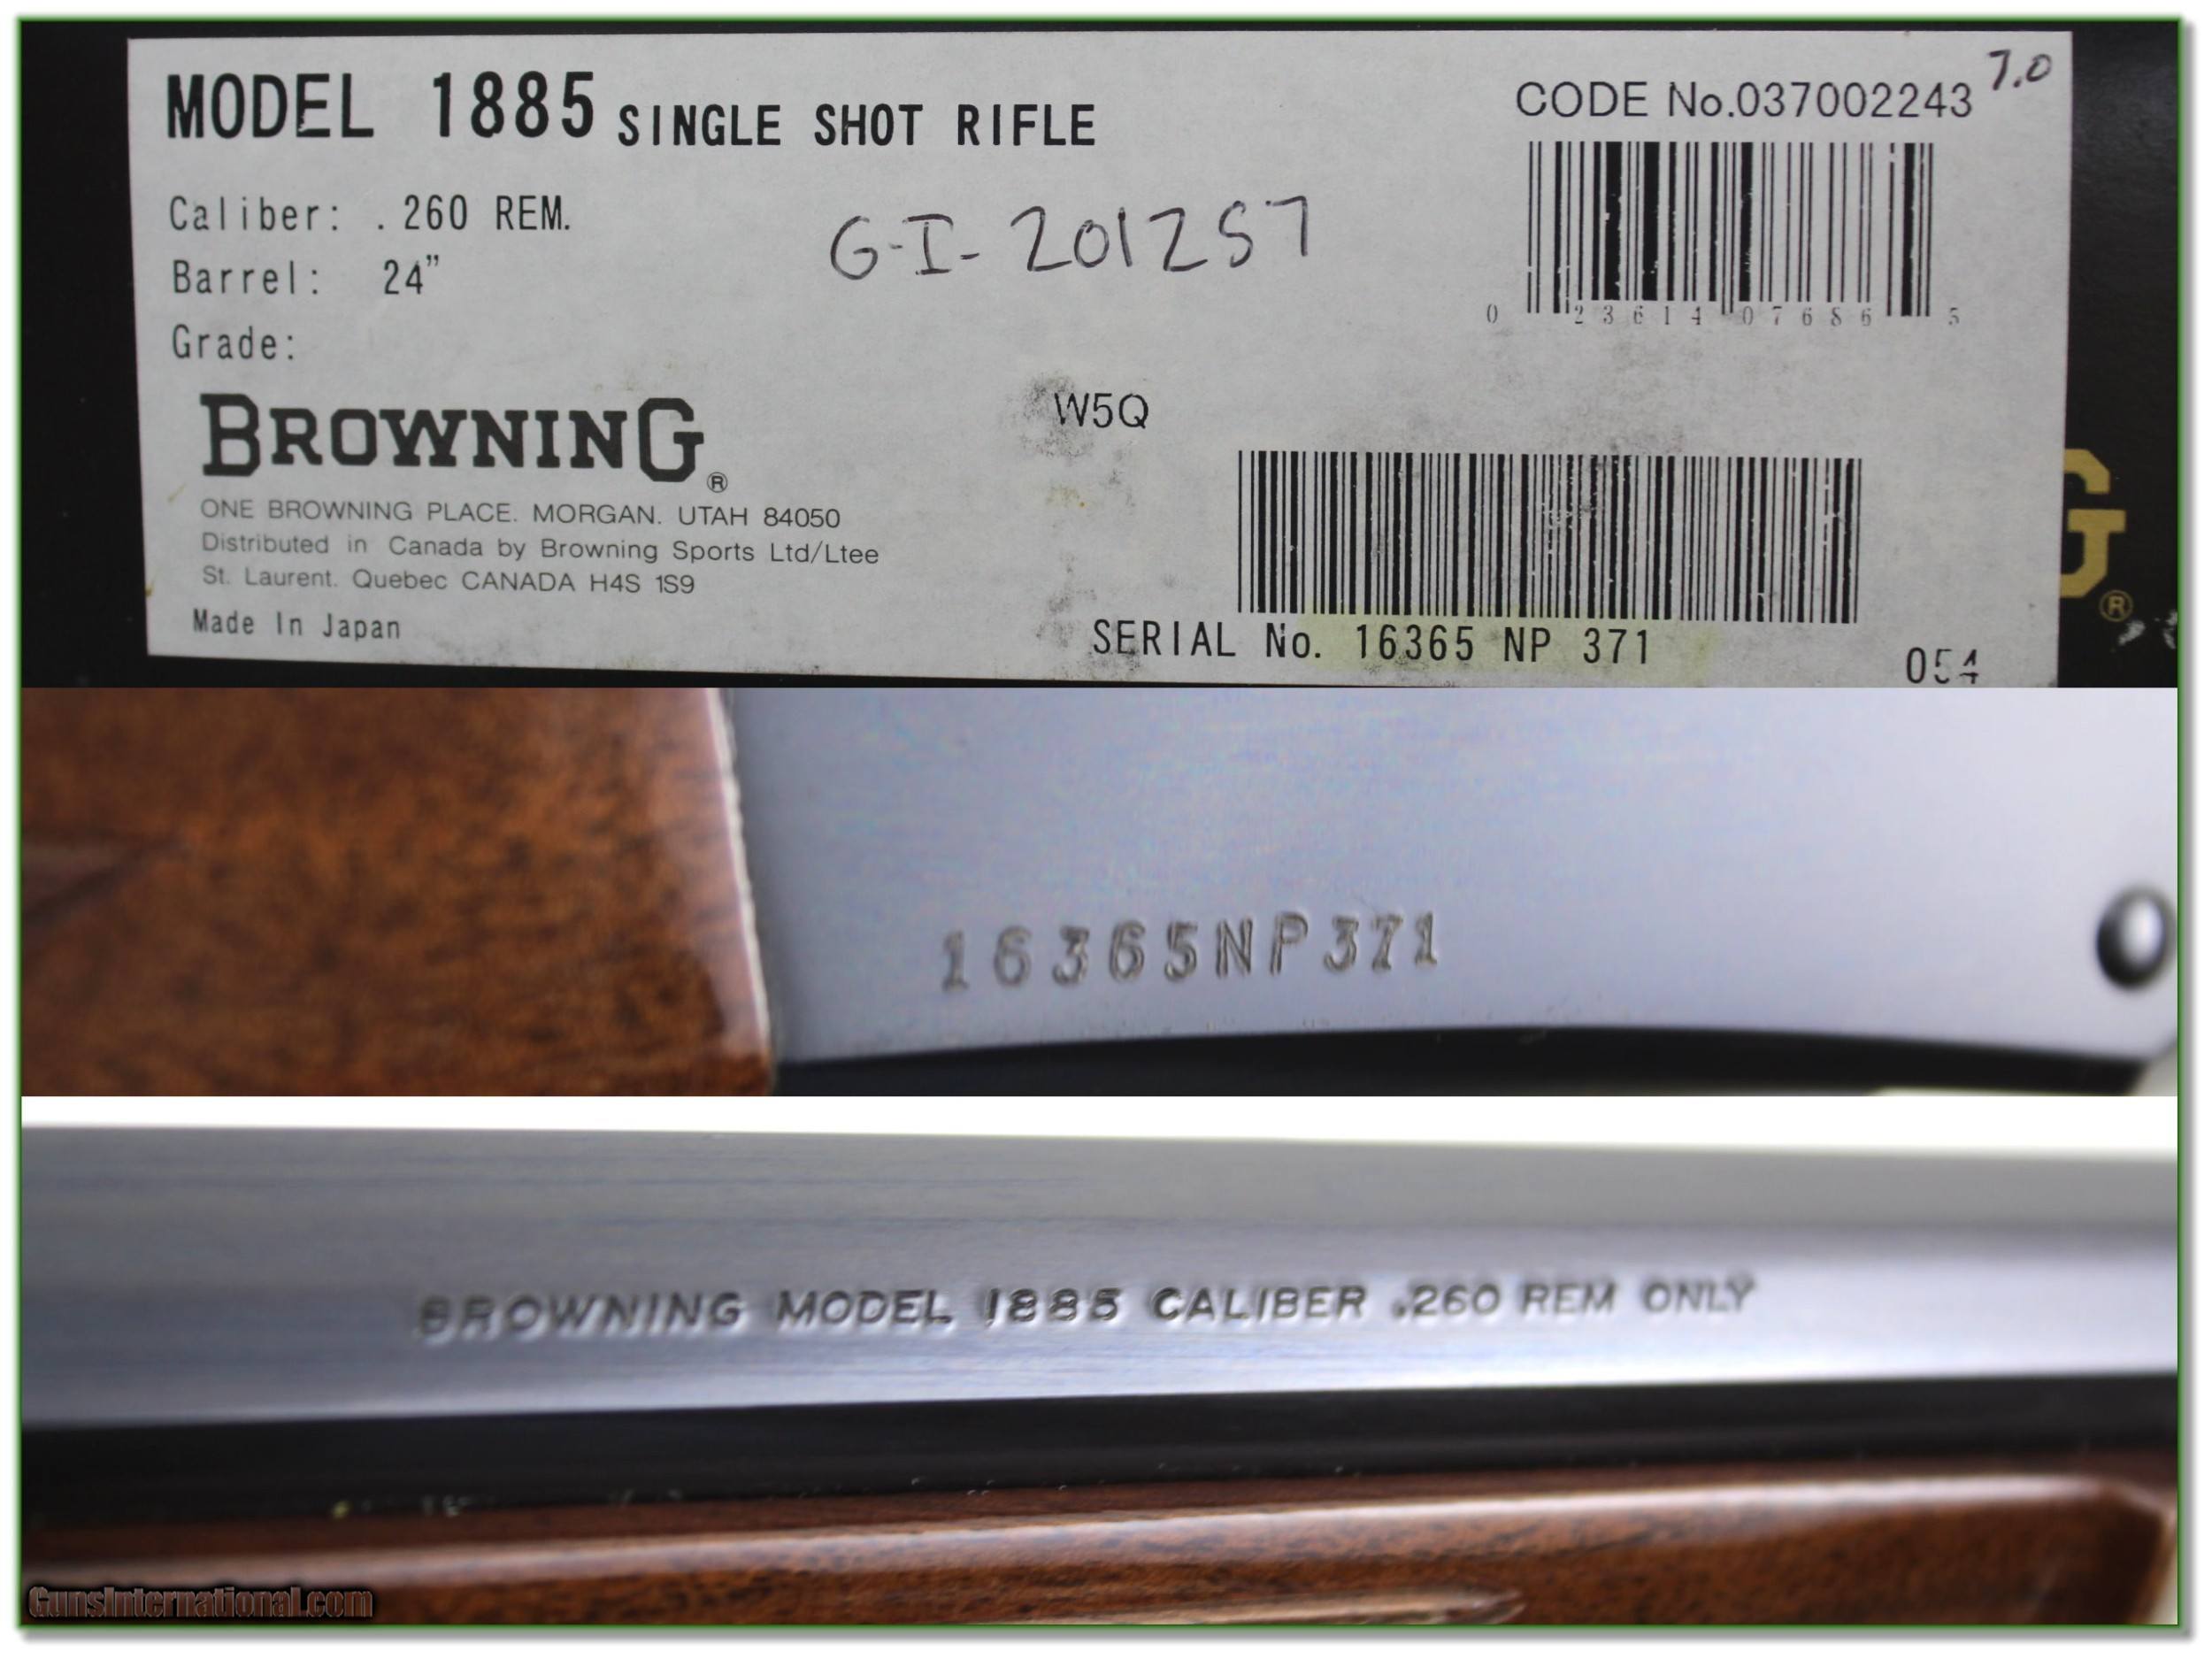 MODEL 1885 SINGLE SHOT RIFLE
CODE No.037002243
7.0
Caliber: .260 REM.
Barrel: 24"
Grade:
G-I-201257
0 23614 07686 5
BROWNING®
W5Q
ONE BROWNING PLACE. MORGAN. UTAH 84050
Distributed in Canada by Browning Sports Ltd/Ltee
St. Laurent. Quebec CANADA H4S 1S9
Made In Japan
SERIAL No. 16365 NP 371
054
G®
16365NP371
BROWNING MODEL 1885 CALIBER .260 REM ONLY
GunsInternational.com